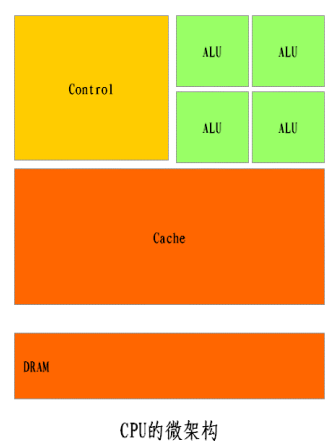 Control
ALU
ALU
ALU
ALU
Cache
DRAM
CPU的微架构